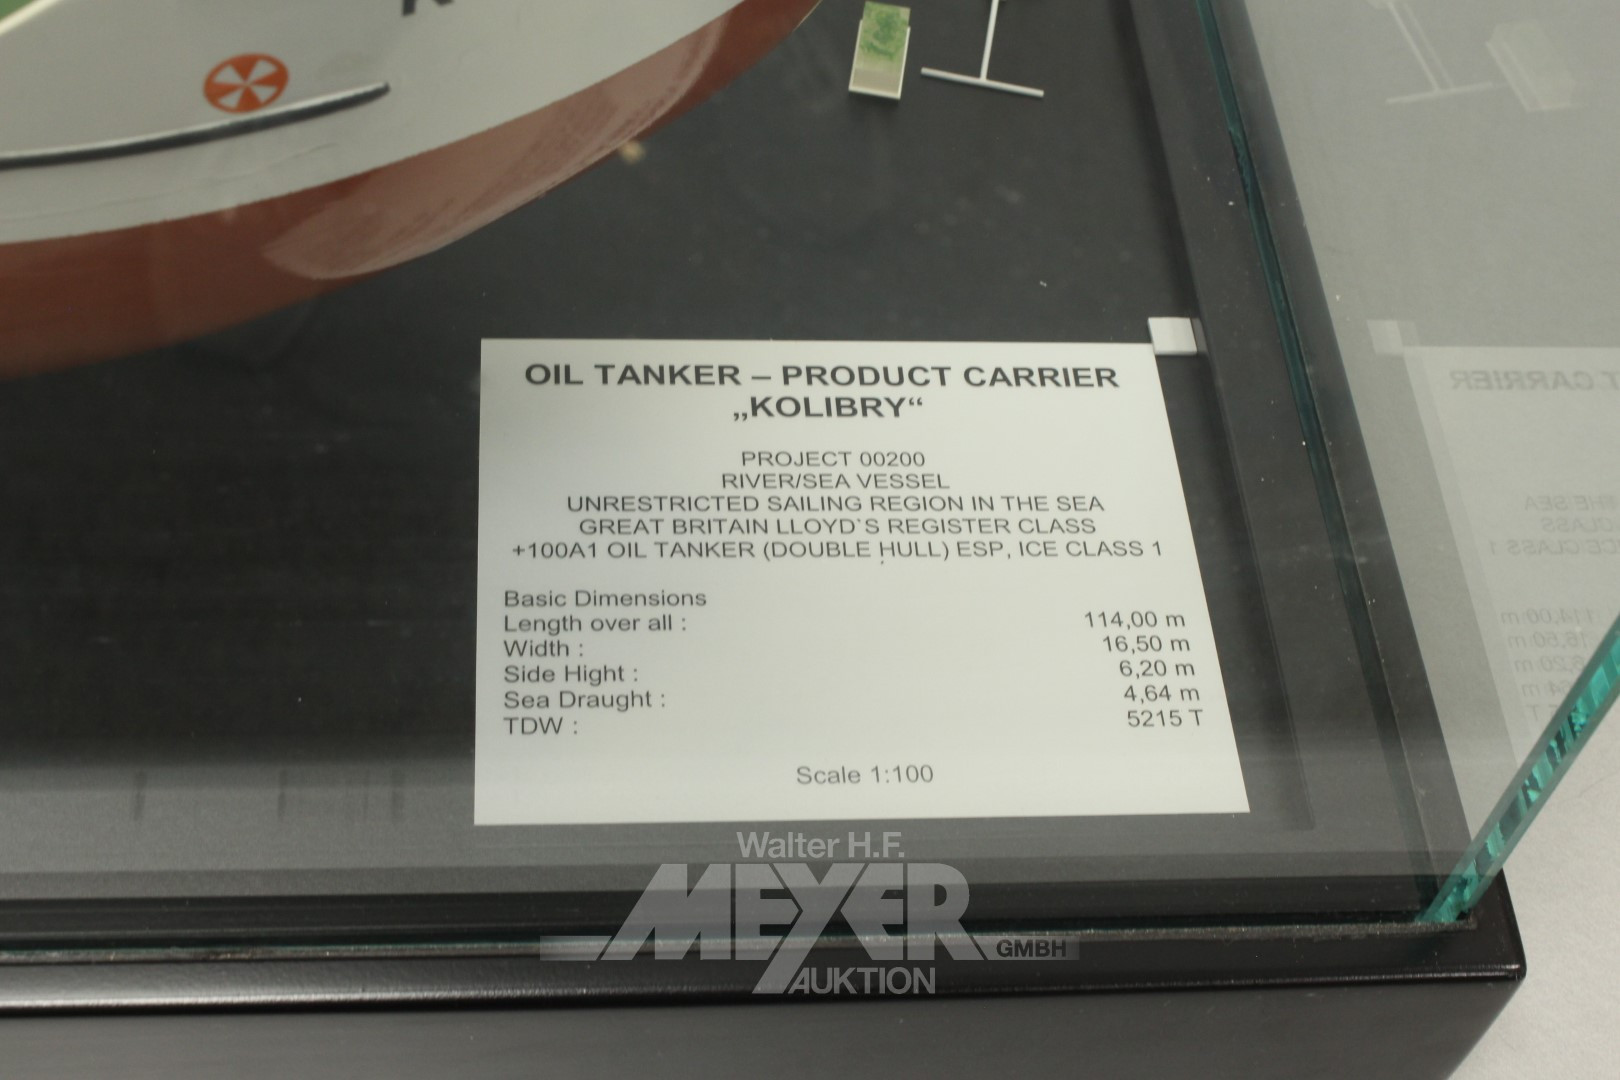 OIL TANKER – PRODUCT CARRIER
„KOLIBRY“
PROJECT 00200
RIVER/SEA VESSEL
UNRESTRICTED SAILING REGION IN THE SEA
GREAT BRITAIN LLOYD`S REGISTER CLASS
+100A1 OIL TANKER (DOUBLE HULL) ESP, ICE CLASS 1
Basic Dimensions
Length over all : 114,00 m
Width : 16,50 m
Side Hight : 6,20 m
Sea Draught : 4,64 m
TDW : 5215 T
Scale 1:100
Walter H.F.
MEYER GMBH
AUKTION